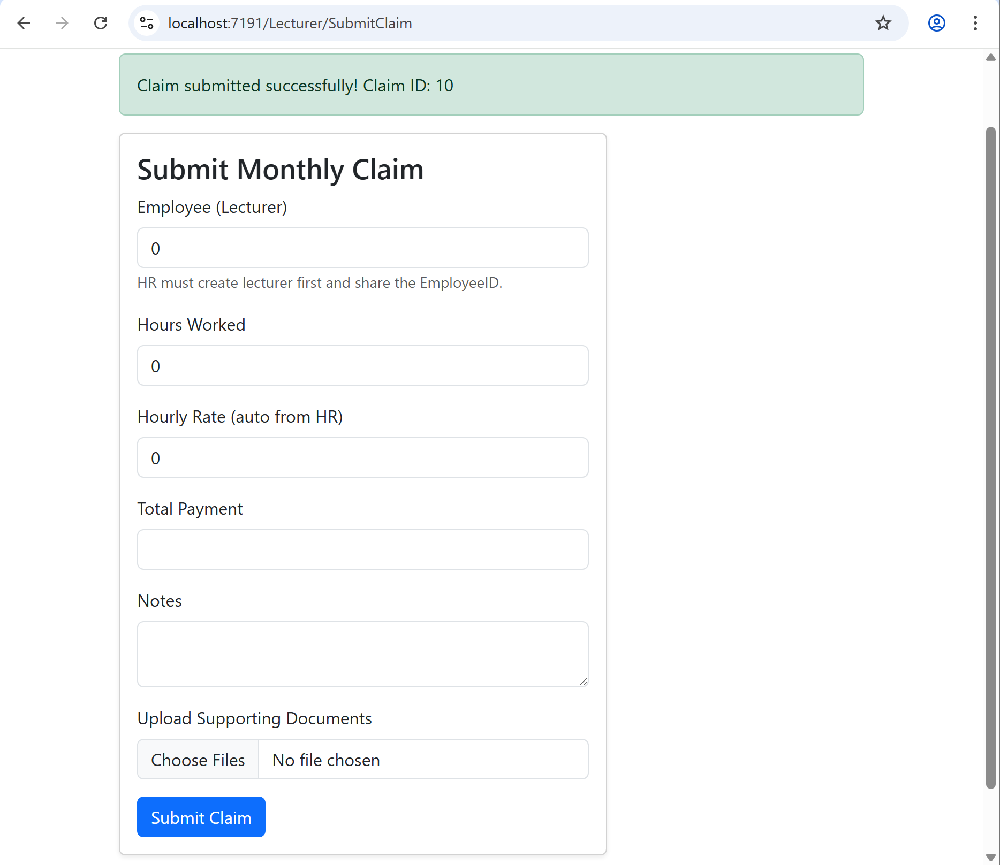 localhost:7191/Lecturer/SubmitClaim
Claim submitted successfully! Claim ID: 10
Submit Monthly Claim
Employee (Lecturer)
0
HR must create lecturer first and share the EmployeeID.
Hours Worked
0
Hourly Rate (auto from HR)
0
Total Payment
Notes
Upload Supporting Documents
Choose Files No file chosen
Submit Claim